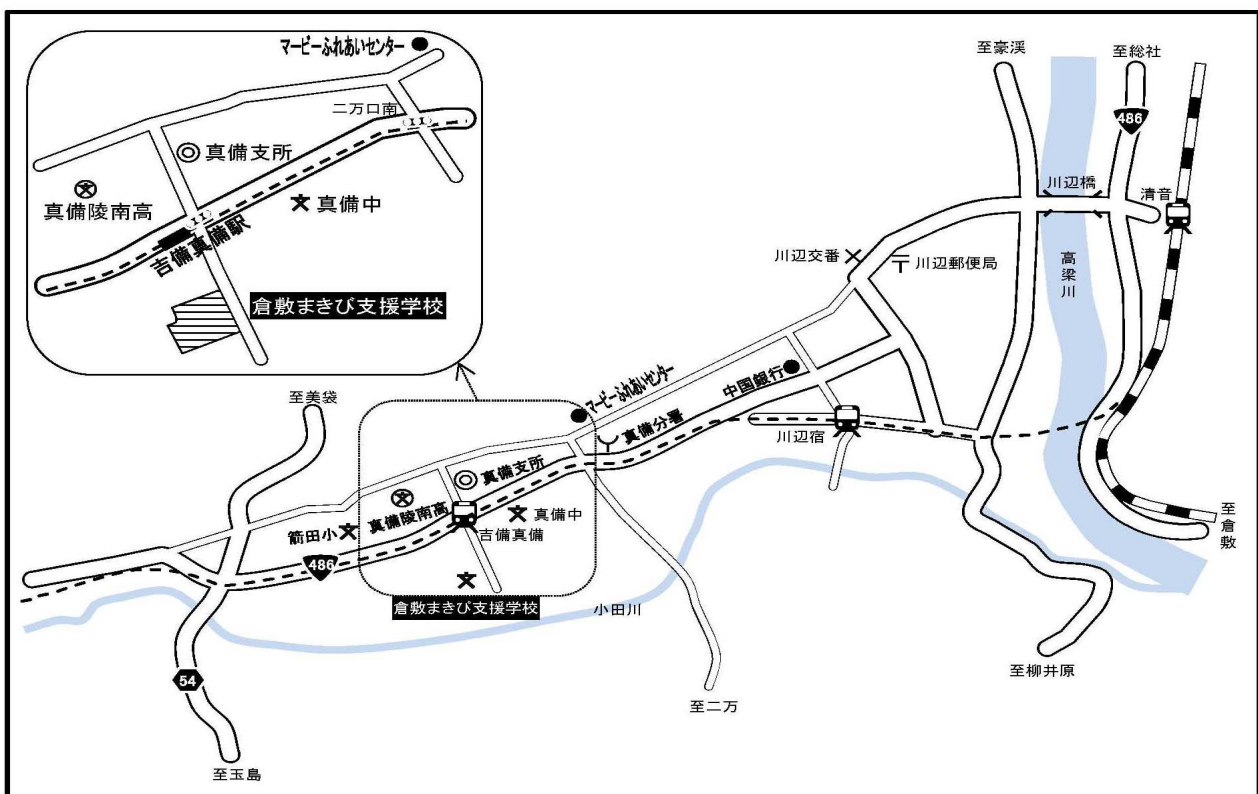 マービーふれあいセンター
二万口南
真備支所
真備陵南高
真備中
吉備真備駅
倉敷まきび支援学校
至豪渓
至総社
486
川辺橋
清音
川辺交番
川辺郵便局
高梁川
至美袋
マービーふれあいセンター
中国銀行
真備分署
川辺宿
真備支所
真備陵南高
箭田小
真備中
吉備真備
486
倉敷まきび支援学校
小田川
至倉敷
54
至二万
至柳井原
至玉島